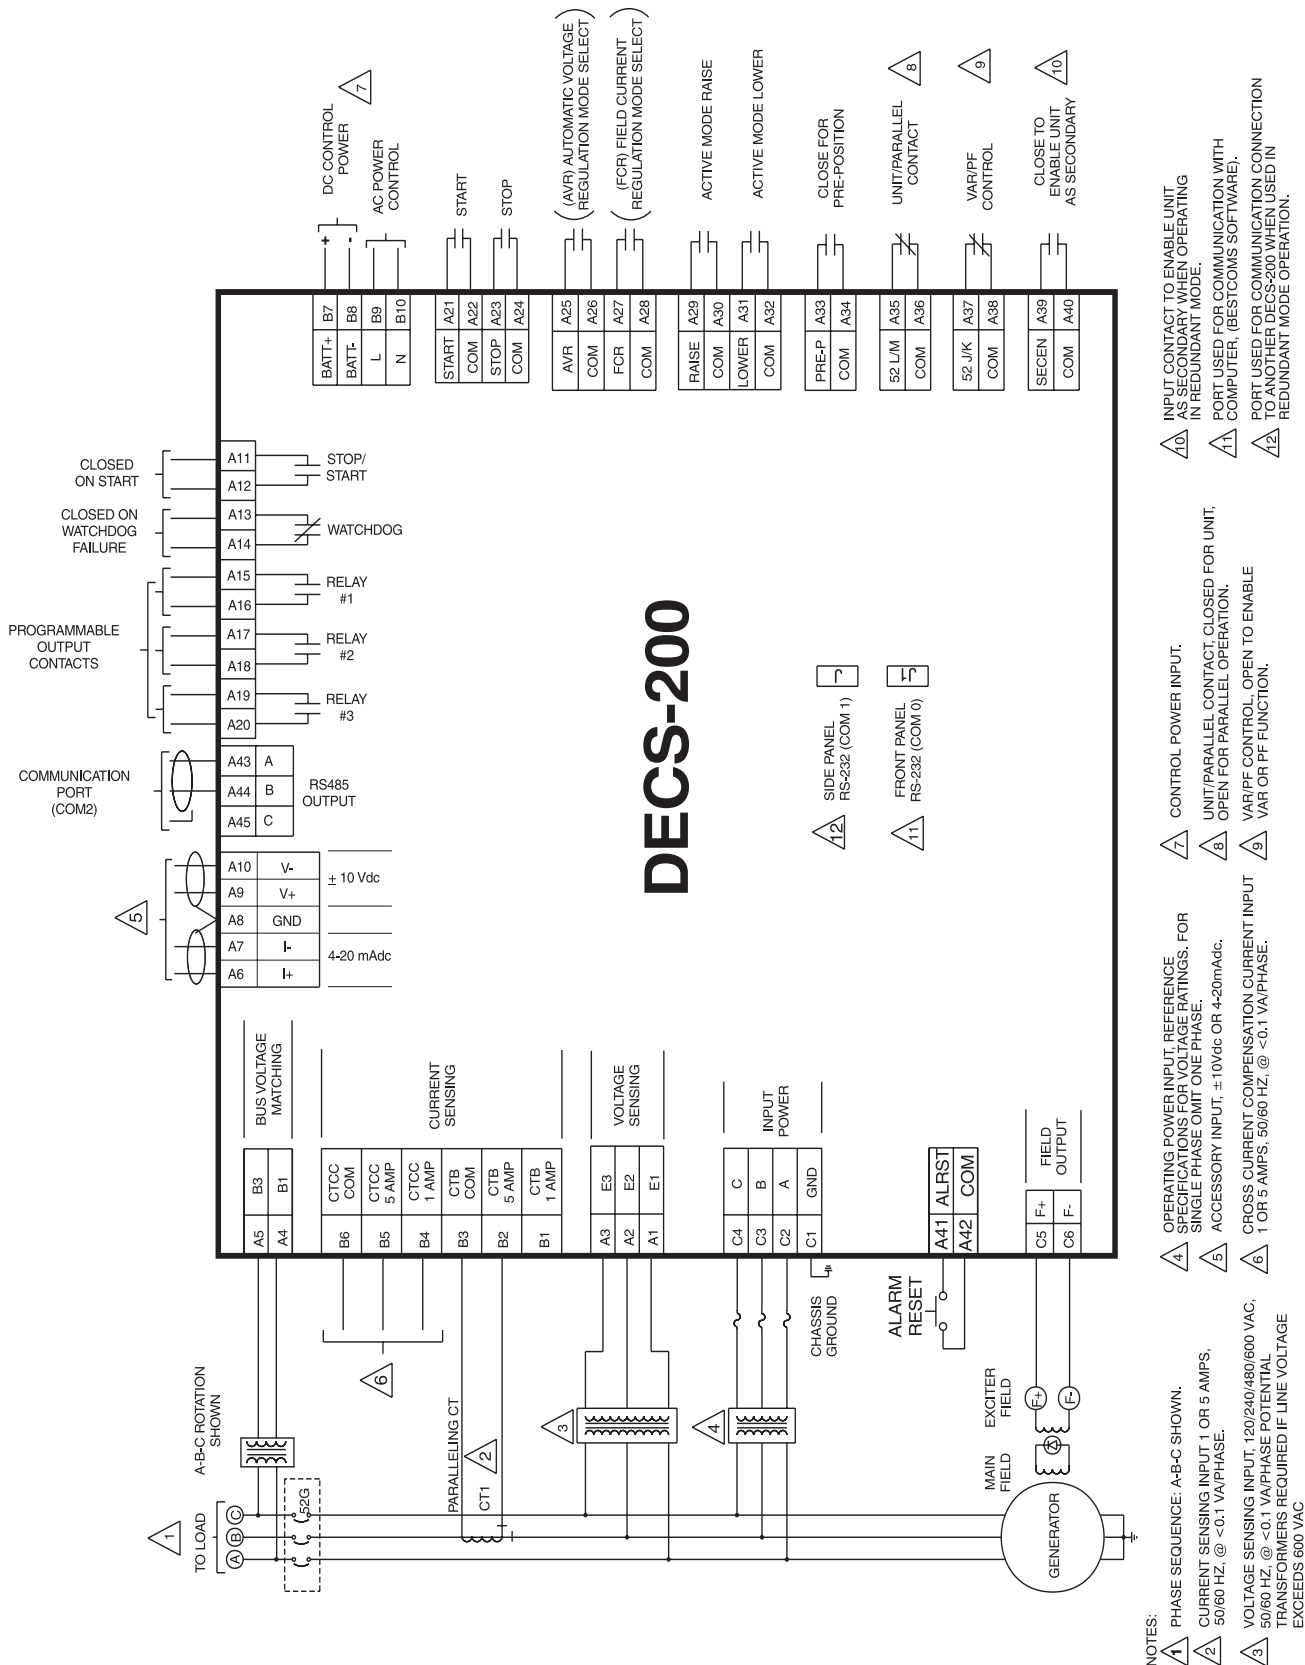 CLOSED
ON START
CLOSED ON
WATCHDOG
FAILURE
PROGRAMMABLE
OUTPUT
CONTACTS
COMMUNICATION
PORT
(COM2)
5
A11
A12
STOP/
START
A13
A14
WATCHDOG
A15
A16
RELAY
#1
A17
A18
RELAY
#2
A19
A20
RELAY
#3
A43 A
A44 B
A45 C
RS485
OUTPUT
A10 V-
A9 V+
± 10 Vdc
A8 GND
A7 I-
A6 I+
4-20 mAdc
BATT+ B7
BATT- B8
L B9
N B10
+
-
DC CONTROL
POWER
7
AC POWER
CONTROL
START A21
COM A22
STOP A23
COM A24
START
STOP
AVR A25
COM A26
FCR A27
COM A28
(AVR) AUTOMATIC VOLTAGE
REGULATION MODE SELECT
(FCR) FIELD CURRENT
REGULATION MODE SELECT
RAISE A29
COM A30
LOWER A31
COM A32
ACTIVE MODE RAISE
ACTIVE MODE LOWER
PRE-P A33
COM A34
CLOSE FOR
PRE-POSITION
52 L/M A35
COM A36
UNIT/PARALLEL
CONTACT
8
52 J/K A37
COM A38
VAR/PF
CONTROL
9
SECEN A39
COM A40
CLOSE TO
ENABLE UNIT
AS SECONDARY
10
DECS-200
12
SIDE PANEL
RS-232 (COM 1)
J
11
FRONT PANEL
RS-232 (COM 0)
J1
A5 B3
A4 B1
BUS VOLTAGE
MATCHING
B6 CTCC COM
B5 CTCC 5 AMP
B4 CTCC 1 AMP
B3 CTB COM
B2 CTB 5 AMP
B1 CTB 1 AMP
CURRENT
SENSING
A3 E3
A2 E2
A1 E1
VOLTAGE
SENSING
C4 C
C3 B
C2 A
C1 GND
INPUT
POWER
A41 ALRST
A42 COM
C5 F+
C6 F-
FIELD
OUTPUT
1
TO LOAD
A B C
52G
A-B-C ROTATION
SHOWN
6
PARALLELING CT
CT1
2
3
4
CHASSIS
GROUND
ALARM
RESET
MAIN
FIELD
EXCITER
FIELD
F+
F-
GENERATOR
NOTES:
1 PHASE SEQUENCE: A-B-C SHOWN.
2 CURRENT SENSING INPUT 1 OR 5 AMPS,
50/60 HZ, @ <0.1 VA/PHASE.
3 VOLTAGE SENSING INPUT, 120/240/480/600 VAC,
50/60 HZ, @ <0.1 VA/PHASE POTENTIAL
TRANSFORMERS REQUIRED IF LINE VOLTAGE
EXCEEDS 600 VAC
4 OPERATING POWER INPUT, REFERENCE
SPECIFICATIONS FOR VOLTAGE RATINGS. FOR
SINGLE PHASE OMIT ONE PHASE.
5 ACCESSORY INPUT, ±10Vdc OR 4-20mAdc.
6 CROSS CURRENT COMPENSATION CURRENT INPUT
1 OR 5 AMPS, 50/60 HZ, @ <0.1 VA/PHASE.
7 CONTROL POWER INPUT.
8 UNIT/PARALLEL CONTACT, CLOSED FOR UNIT,
OPEN FOR PARALLEL OPERATION.
9 VAR/PF CONTROL, OPEN TO ENABLE
VAR OR PF FUNCTION.
10 INPUT CONTACT TO ENABLE UNIT
AS SECONDARY WHEN OPERATING
IN REDUNDANT MODE.
11 PORT USED FOR COMMUNICATION WITH
COMPUTER, (BESTCOMS SOFTWARE).
12 PORT USED FOR COMMUNICATION CONNECTION
TO ANOTHER DECS-200 WHEN USED IN
REDUNDANT MODE OPERATION.